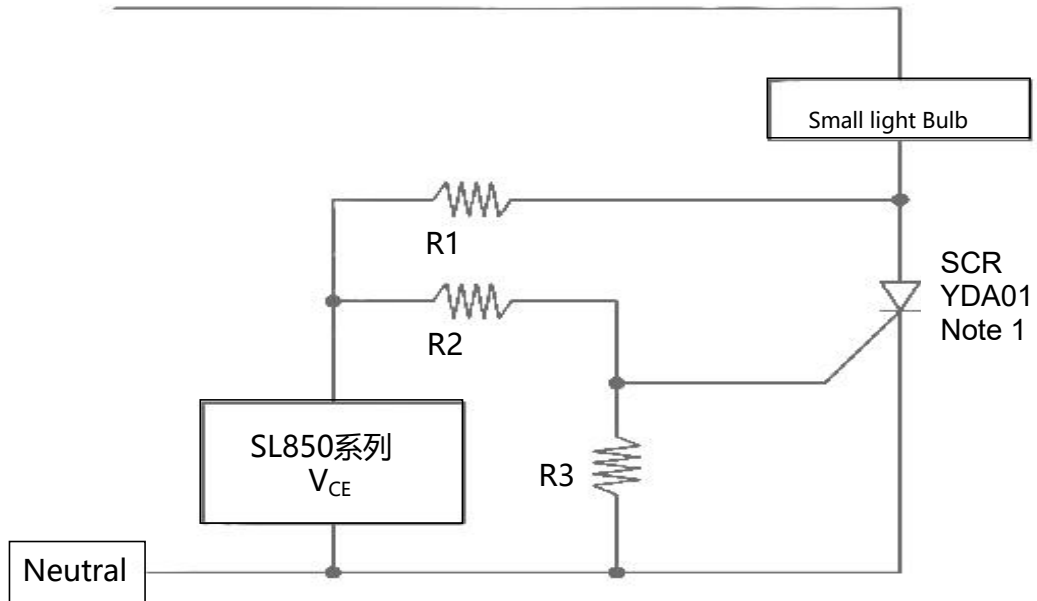 Small light Bulb
R1
SCR
YDA01
Note 1
R2
SL850系列
VCE
R3
Neutral